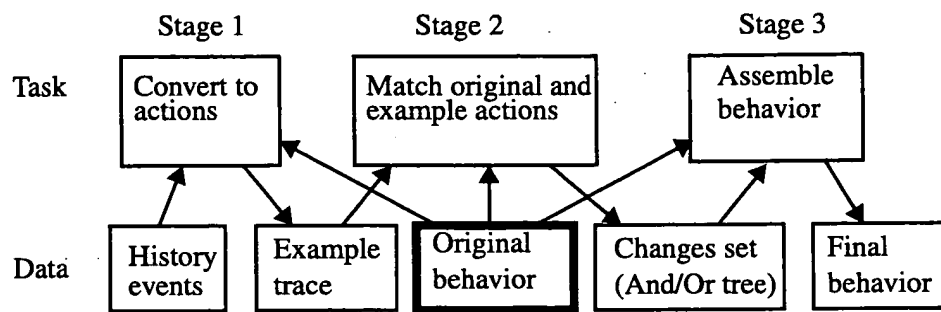 Stage 1 Stage 2 Stage 3
Task
Convert to
actions
Match original and
example actions
Assemble
behavior
Data
History
events
Example
trace
Original
behavior
Changes set
(And/Or tree)
Final
behavior